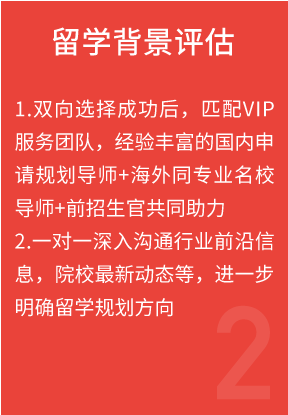 留学背景评估
1.双向选择成功后，匹配VIP
服务团队，经验丰富的国内申
请规划导师+海外同专业名校
导师+前招生官共同助力
2.一对一深入沟通行业前沿信
息，院校最新动态等，进一步
明确留学规划方向
2